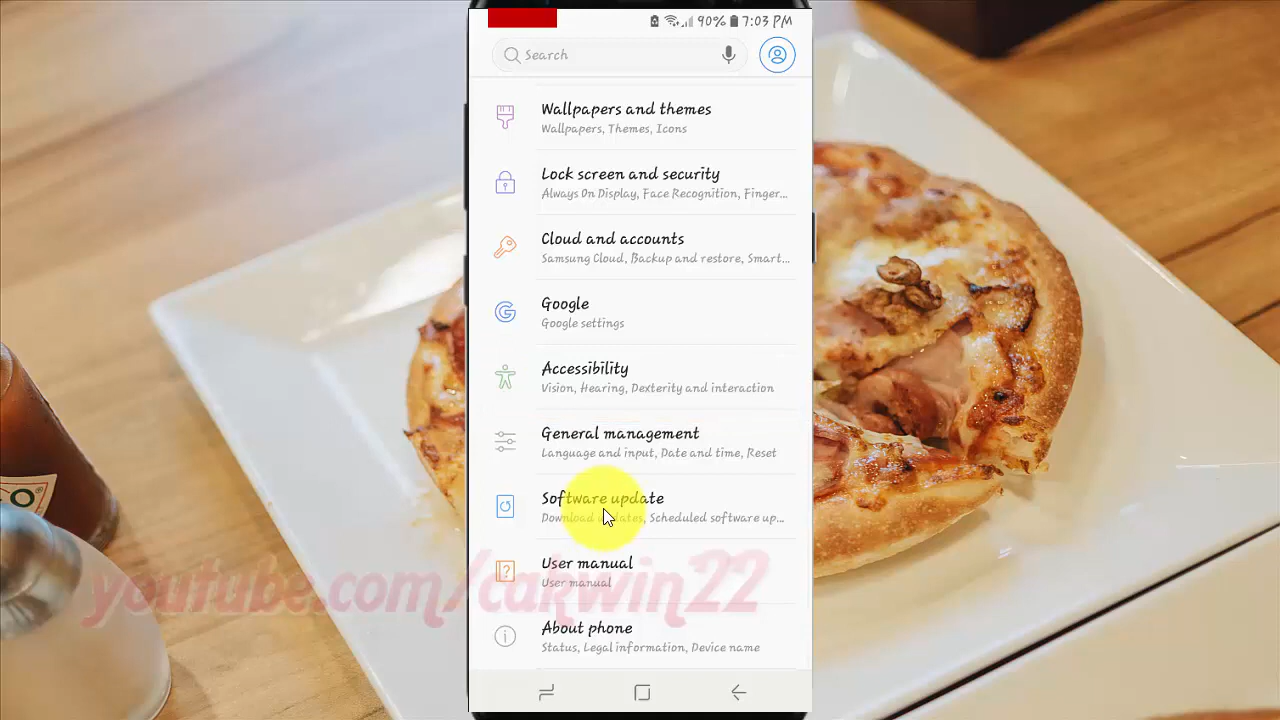 90% 7:03 PM
Search
Wallpapers and themes
Wallpapers, Themes, Icons
Lock screen and security
Always On Display, Face Recognition, Finger...
Cloud and accounts
Samsung Cloud, Backup and restore, Smart...
Google
Google settings
Accessibility
Vision, Hearing, Dexterity and interaction
General management
Language and input, Date and time, Reset
Software update
Download updates, Scheduled software up...
User manual
User manual
About phone
Status, Legal information, Device name
youtube.com/cakwin22